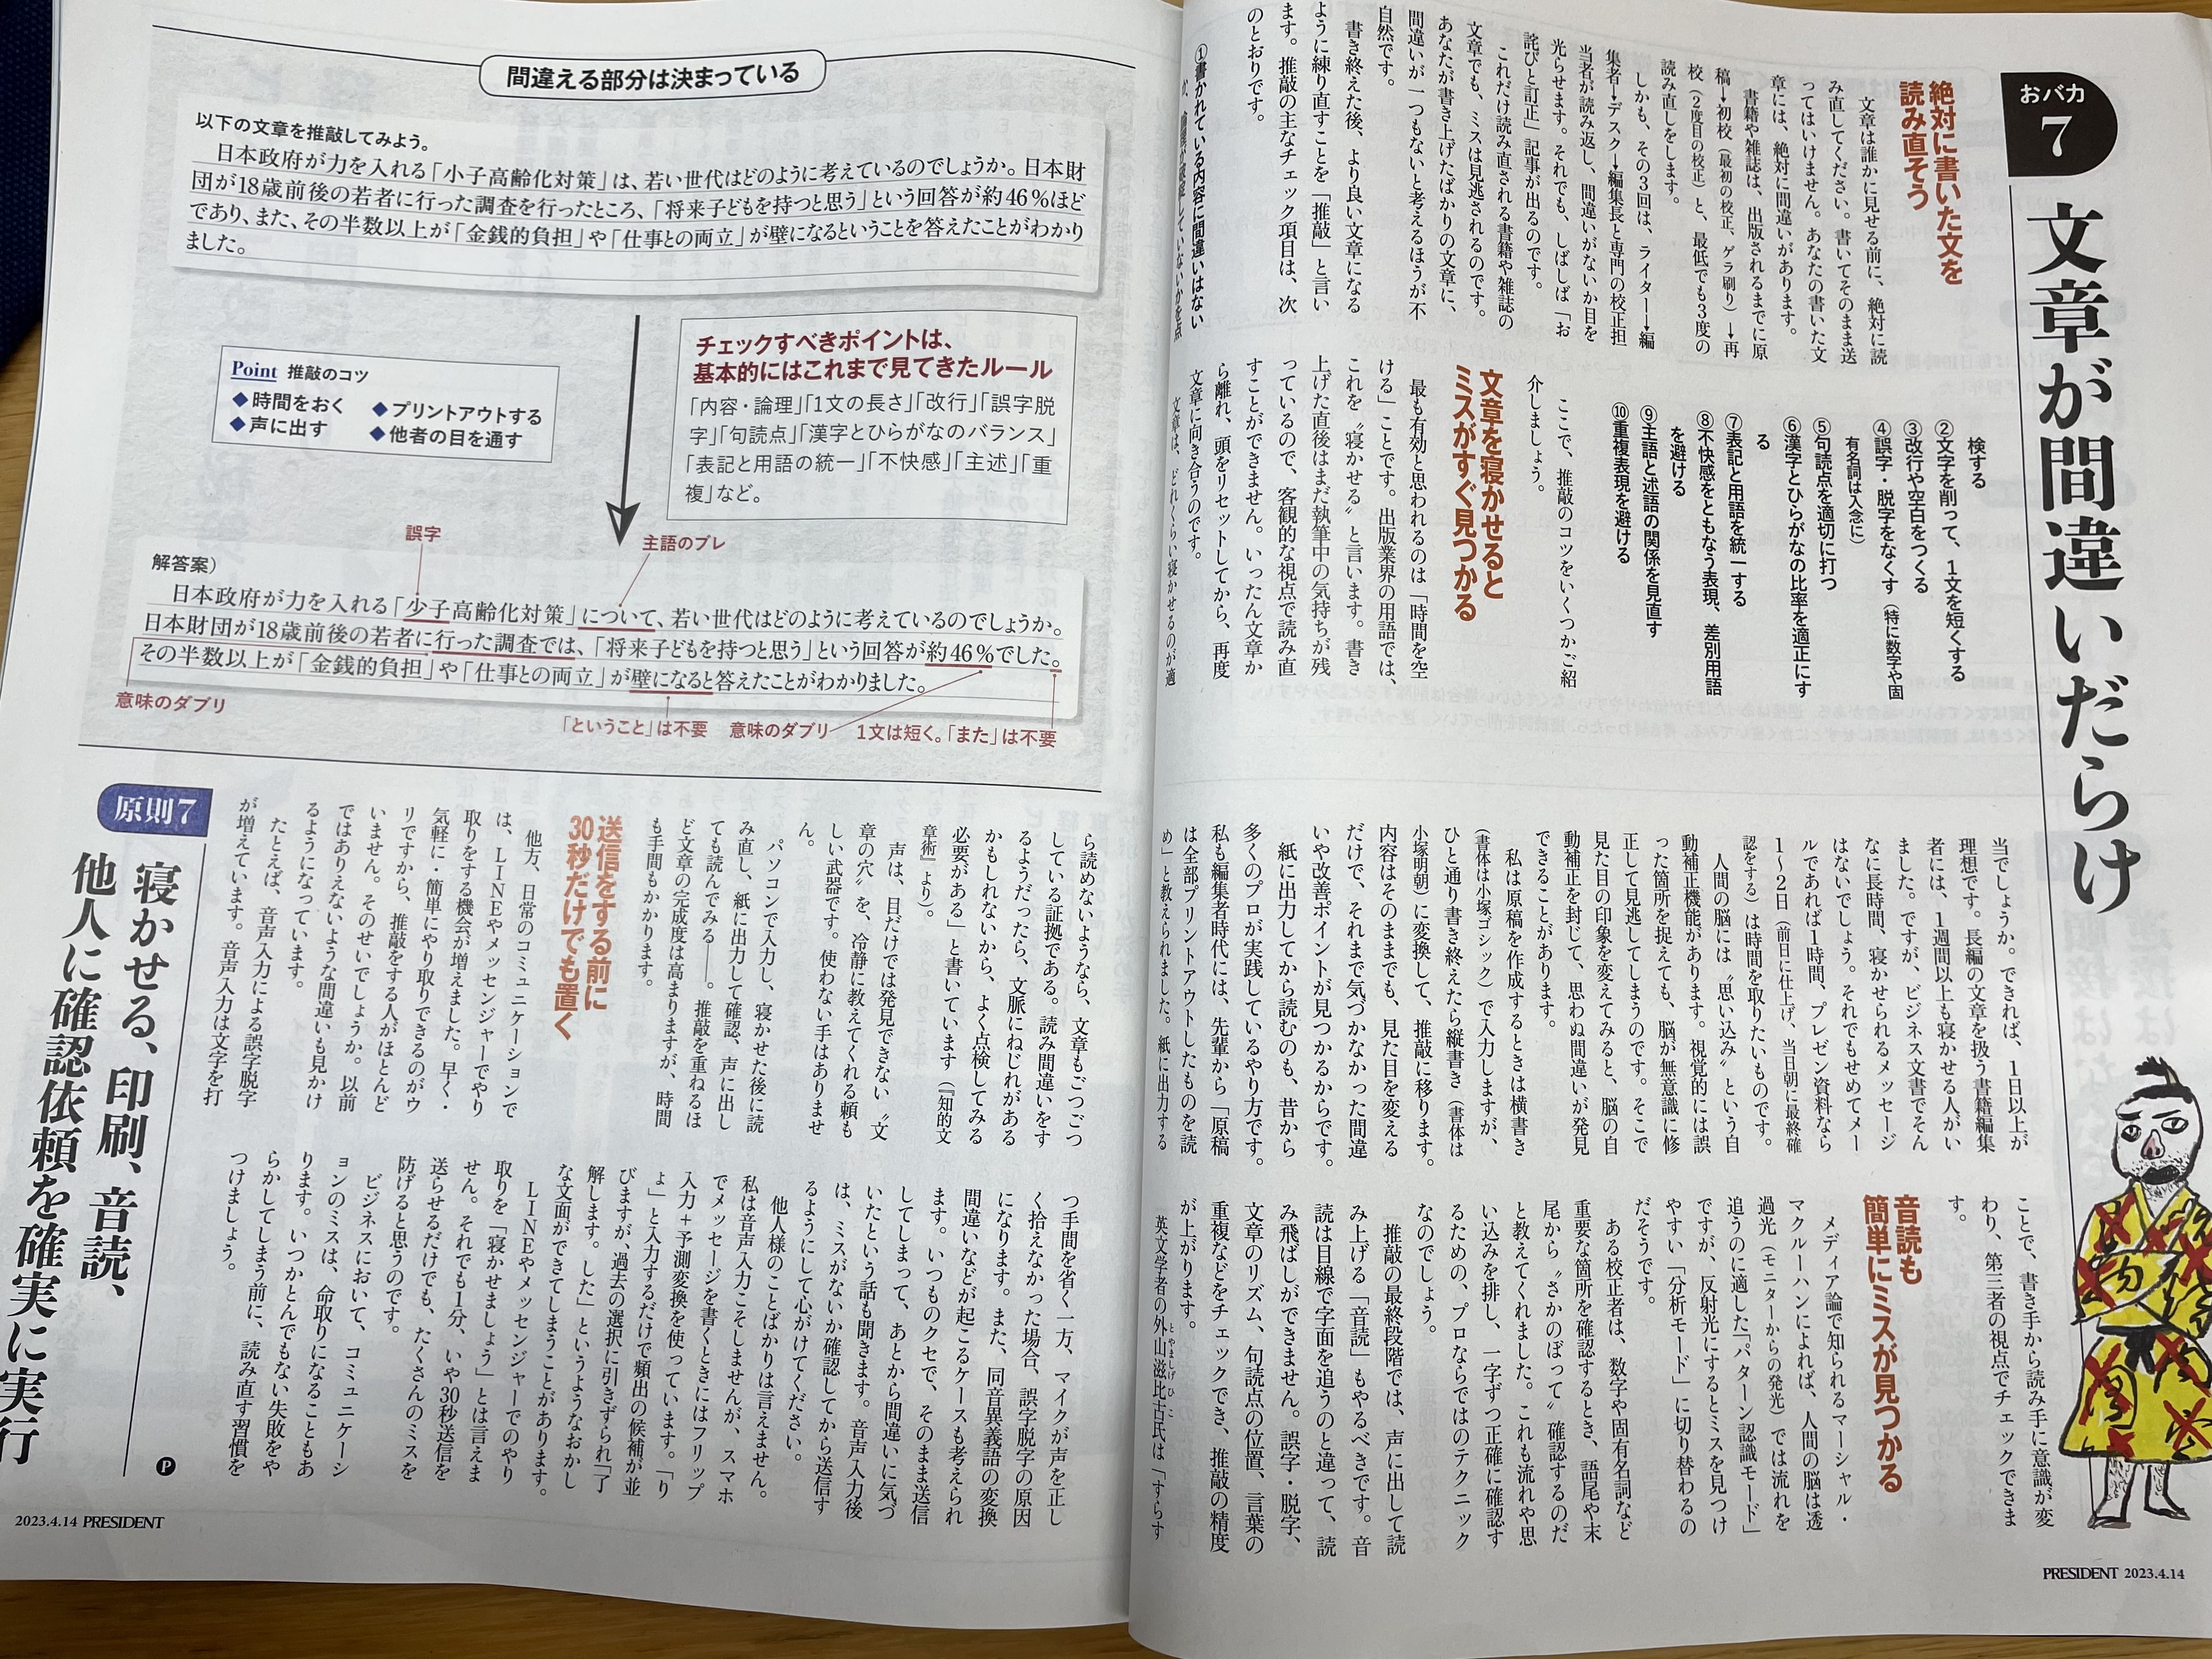 おバカ
7
文章が間違いだらけ
絶対に書いた文を
読み直そう
文章は誰かに見せる前に、絶対に読
み直してください。書いてそのまま送
ってはいけません。あなたの書いた文
章には、絶対に間違いがあります。
書籍や雑誌は、出版されるまでに原
稿→初校（最初の校正、ゲラ刷り）→再
校（2度目の校正）と、最低でも3度の
読み直しをします。
しかも、その3回は、ライター→編
集者→デスク→編集長と専門の校正担
当者が読み返し、間違いがないか目を
光らせます。それでも、しばしば「お
詫びと訂正」記事が出るのです。
これだけ読み直される書籍や雑誌の
文章でも、ミスは見逃されるのです。
あなたが書き上げたばかりの文章に、
間違いが一つもないと考えるほうが不
自然です。
書き終えた後、より良い文章になる
ように練り直すことを「推敲」と言い
ます。推敲の主なチェック項目は、次
のとおりです。
①書かれている内容に間違いはない
検する
②文字を削って、1文を短くする
③改行や空白をつくる
④誤字・脱字をなくす（特に数字や固
有名詞は入念に）
⑤句読点を適切に打つ
⑥漢字とひらがなの比率を適正にす
る
⑦表記と用語を統一する
⑧不快感をともなう表現、差別用語
を避ける
⑨主語と述語の関係を見直す
⑩重複表現を避ける
ここで、推敲のコツをいくつかご紹
介しましょう。
文章を寝かせると
ミスがすぐ見つかる
最も有効と思われるのは「時間を空
ける」ことです。出版業界の用語では、
これを〝寝かせる〟と言います。書き
上げた直後はまだ執筆中の気持ちが残
っているので、客観的な視点で読み直
すことができません。いったん文章か
ら離れ、頭をリセットしてから、再度
文章に向き合うのです。
文章は、どれくらい寝かせるのが適
当でしょうか。できれば、1日以上が
理想です。長編の文章を扱う書籍編集
者には、1週間以上も寝かせる人がい
ました。ですが、ビジネス文書でそん
なに長時間、寝かせられるメッセージ
はないでしょう。それでもせめてメー
ルであれば1時間、プレゼン資料なら
1〜2日（前日に仕上げ、当日朝に最終確
認をする）は時間を取りたいものです。
人間の脳には〝思い込み〟という自
動補正機能があります。視覚的には誤
った箇所を捉えても、脳が無意識に修
正して見逃してしまうのです。そこで
見た目の印象を変えてみると、脳の自
動補正を封じて、思わぬ間違いが発見
できることがあります。
私は原稿を作成するときは横書き
（書体は小塚ゴシック）で入力しますが、
ひと通り書き終えたら縦書き（書体は
小塚明朝）に変換して、推敲に移ります。
内容はそのままでも、見た目を変える
だけで、それまで気づかなかった間違
いや改善ポイントが見つかるからです。
紙に出力してから読むのも、昔から
多くのプロが実践しているやり方です。
私も編集者時代には、先輩から「原稿
は全部プリントアウトしたものを読
め」と教えられました。紙に出力する
ことで、書き手から読み手に意識が変
わり、第三者の視点でチェックできま
す。
音読も
簡単にミスが見つかる
メディア論で知られるマーシャル・
マクルーハンによれば、人間の脳は透
過光（モニターからの発光）では流れを
追うのに適した「パターン認識モード」
ですが、反射光にするとミスを見つけ
やすい「分析モード」に切り替わるの
だそうです。
ある校正者は、数字や固有名詞など
重要な箇所を確認するとき、語尾や末
尾から〝さかのぼって〟確認するのだ
と教えてくれました。これも流れや思
い込みを排し、一字ずつ正確に確認す
るための、プロならではのテクニック
なのでしょう。
推敲の最終段階では、声に出して読
み上げる「音読」もやるべきです。音
読は目線で字面を追うのと違って、読
み飛ばしができません。誤字・脱字、
文章のリズム、句読点の位置、言葉の
重複などをチェックでき、推敲の精度
が上がります。
英文学者の外山滋比古氏は「すらす
とやましげひこ
PRESIDENT 2023.4.14
間違える部分は決まっている
以下の文章を推敲してみよう。
日本政府が力を入れる「小子高齢化対策」は、若い世代はどのように考えているのでしょうか。日本財
団が18歳前後の若者に行った調査を行ったところ、「将来子どもを持つと思う」という回答が約46％ほど
であり、また、その半数以上が「金銭的負担」や「仕事との両立」が壁になるということを答えたことがわかり
ました。
チェックすべきポイントは、
基本的にはこれまで見てきたルール
「内容・論理」「1文の長さ」「改行」「誤字脱
字」「句読点」「漢字とひらがなのバランス」
「表記と用語の統一」「不快感」「主述」「重
複」など。
Point 推敲のコツ
◆時間をおく ◆プリントアウトする
◆声に出す ◆他者の目を通す
誤字
主語のブレ
解答案）
日本政府が力を入れる「少子高齢化対策」について、若い世代はどのように考えているのでしょうか。
日本財団が18歳前後の若者に行った調査では、「将来子どもを持つと思う」という回答が約46％でした。
その半数以上が「金銭的負担」や「仕事との両立」が壁になると答えたことがわかりました。
意味のダブリ
「ということ」は不要
意味のダブリ
1文は短く。「また」は不要
ら読めないようなら、文章もごつごつ
している証拠である。読み間違いをす
るようだったら、文脈にねじれがある
かもしれないから、よく点検してみる
必要がある」と書いています（『知的文
章術』より）。
声は、目だけでは発見できない〝文
章の穴〟を、冷静に教えてくれる頼も
しい武器です。使わない手はありませ
ん。
パソコンで入力し、寝かせた後に読
み直し、紙に出力して確認、声に出し
ても読んでみる――。推敲を重ねるほ
ど文章の完成度は高まりますが、時間
も手間もかかります。
送信をする前に
30秒だけでも置く
他方、日常のコミュニケーションで
は、LINEやメッセンジャーでやり
取りをする機会が増えました。早く・
気軽に・簡単にやり取りできるのがウ
リですから、推敲をする人がほとんど
いません。そのせいでしょうか。以前
ではありえないような間違いも見かけ
るようになっています。
たとえば、音声入力による誤字脱字
が増えています。音声入力は文字を打
つ手間を省く一方、マイクが声を正し
く拾えなかった場合、誤字脱字の原因
になります。また、同音異義語の変換
間違いなどが起こるケースも考えられ
ます。いつものクセで、そのまま送信
してしまって、あとから間違いに気づ
いたという話も聞きます。音声入力後
は、ミスがないか確認してから送信す
るようにして心がけてください。
他人様のことばかりは言えません。
私は音声入力こそしませんが、スマホ
でメッセージを書くときにはフリップ
入力＋予測変換を使っています。「り
ょ」と入力するだけで頻出の候補が並
びますが、過去の選択に引きずられ「了
解します。した」というようなおかし
な文面ができてしまうことがあります。
LINEやメッセンジャーでのやり
取りを「寝かせましょう」とは言えま
せん。それでも1分、いや30秒送信を
送らせるだけでも、たくさんのミスを
防げると思うのです。
ビジネスにおいて、コミュニケーシ
ョンのミスは、命取りになることもあ
ります。いつかとんでもない失敗をや
らかしてしまう前に、読み直す習慣を
つけましょう。
P
原則7
寝かせる、印刷、音読、
他人に確認依頼を確実に実行
2023.4.14 PRESIDENT